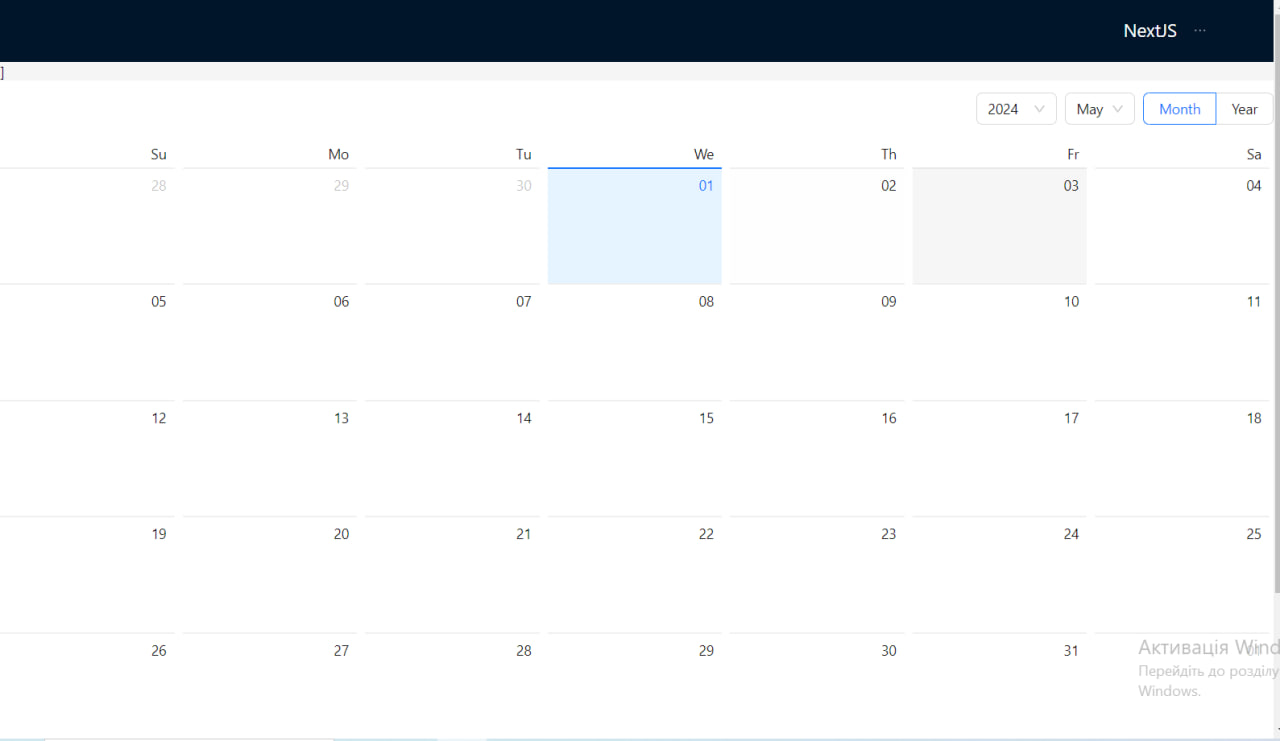 NextJS ...
]
2024 May Month Year
Su Mo Tu We Th Fr Sa
28 29 30 01 02 03 04
05 06 07 08 09 10 11
12 13 14 15 16 17 18
19 20 21 22 23 24 25
26 27 28 29 30 31 01
Активація Wind
Перейдіть до розділу
Windows.